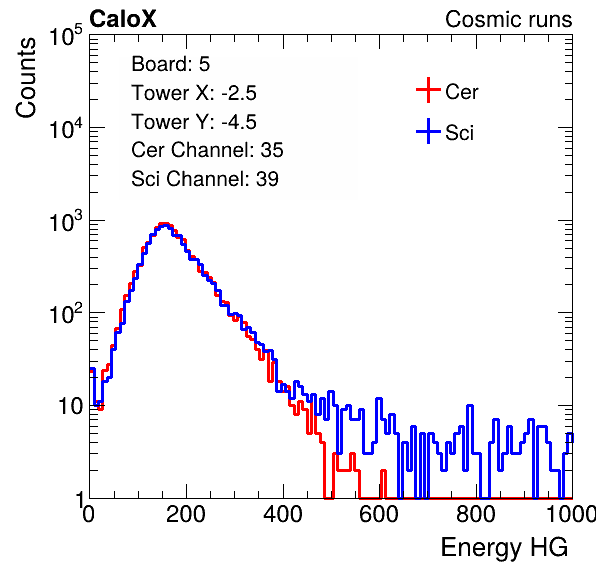 CaloX
Cosmic runs
Counts
10^5
10^4
10^3
10^2
10
1
Board: 5
Tower X: -2.5
Tower Y: -4.5
Cer Channel: 35
Sci Channel: 39
Cer
Sci
0 200 400 600 800 1000
Energy HG